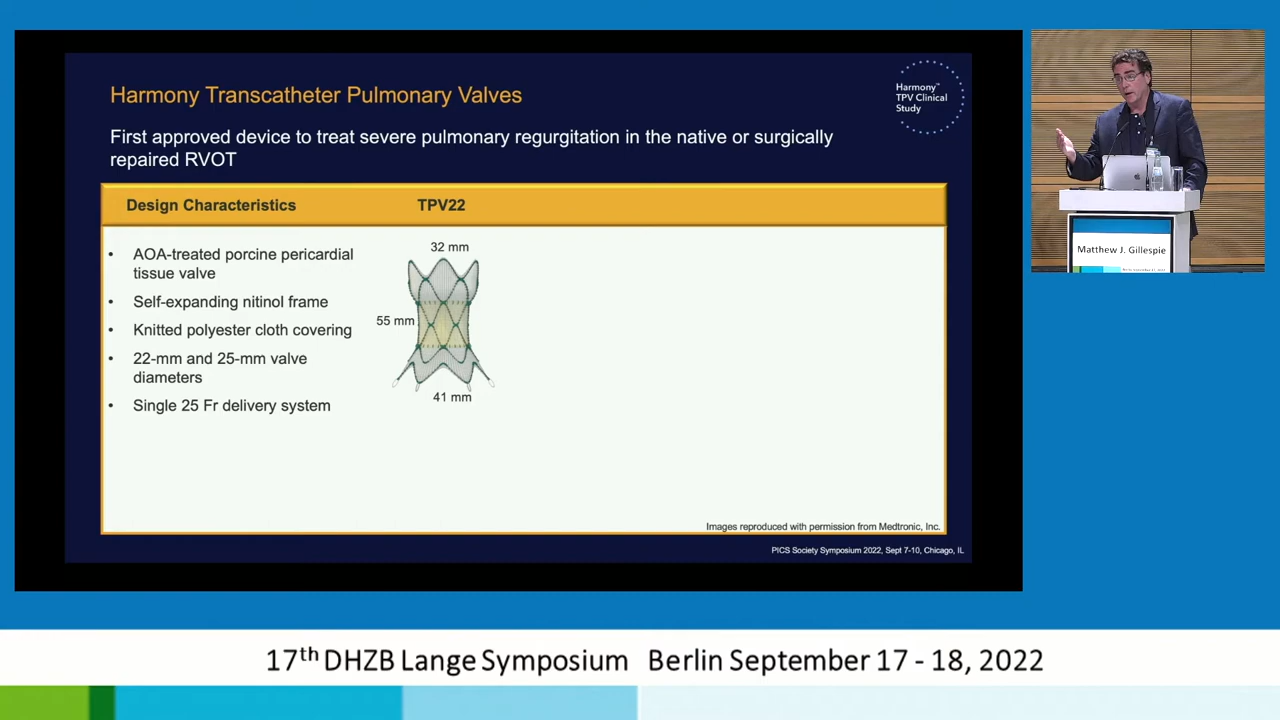 Harmony Transcatheter Pulmonary Valves
Harmony™
TPV Clinical
Study
First approved device to treat severe pulmonary regurgitation in the native or surgically
repaired RVOT
Design Characteristics
TPV22
• AOA-treated porcine pericardial
tissue valve
• Self-expanding nitinol frame
• Knitted polyester cloth covering
• 22-mm and 25-mm valve
diameters
• Single 25 Fr delivery system
32 mm
55 mm
41 mm
Images reproduced with permission from Medtronic, Inc.
PICS Society Symposium 2022, Sept 7-10, Chicago, IL
Matthew J. Gillespie
17th DHZB Lange Symposium Berlin September 17 - 18, 2022